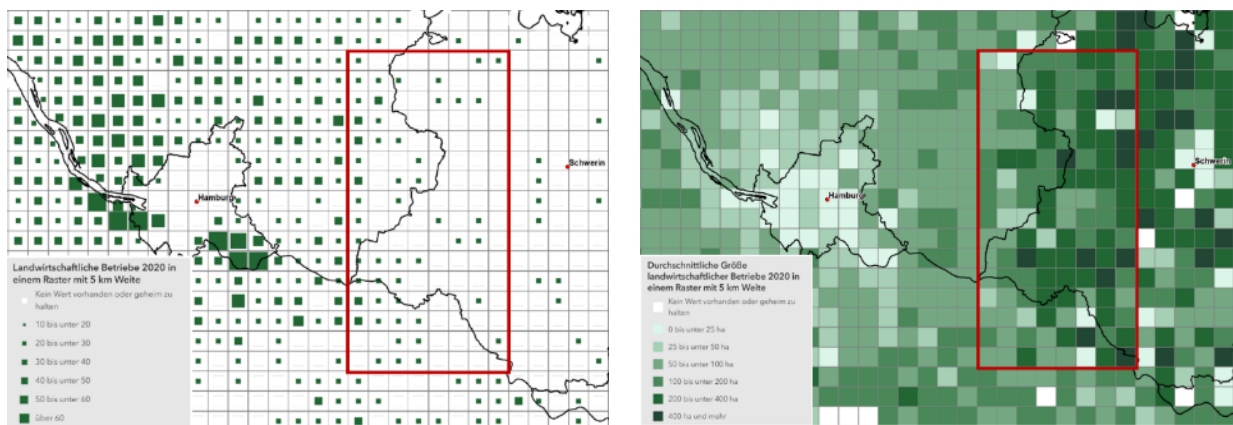 Schwerin
Hamburg
Landwirtschaftliche Betriebe 2020 in
einem Raster mit 5 km Weite
Kein Wert vorhanden oder geheim zu
halten
10 bis unter 20
20 bis unter 30
30 bis unter 40
40 bis unter 50
50 bis unter 60
über 60
Schwerin
Hamburg
Durchschnittliche Größe
landwirtschaftlicher Betriebe 2020 in
einem Raster mit 5 km Weite
Kein Wert vorhanden oder geheim zu
halten
0 bis unter 25 ha
25 bis unter 50 ha
50 bis unter 100 ha
100 bis unter 200 ha
200 bis unter 400 ha
400 ha und mehr